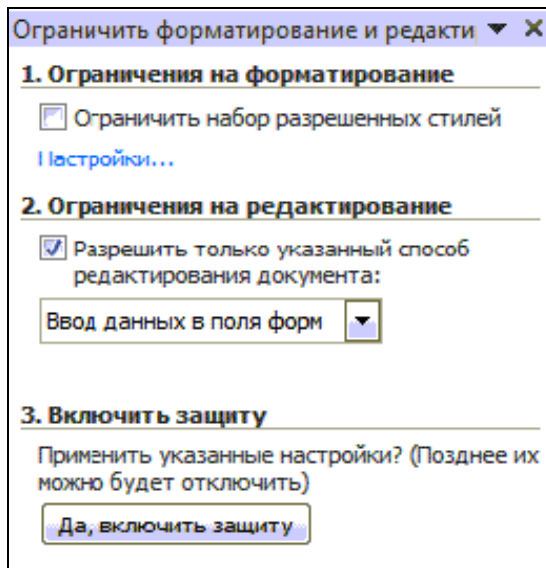 Ограничить форматирование и редакти
1. Ограничения на форматирование
Ограничить набор разрешенных стилей
Настройки...
2. Ограничения на редактирование
Разрешить только указанный способ
редактирования документа:
Ввод данных в поля форм
3. Включить защиту
Применить указанные настройки? (Позднее их
можно будет отключить)
Да, включить защиту